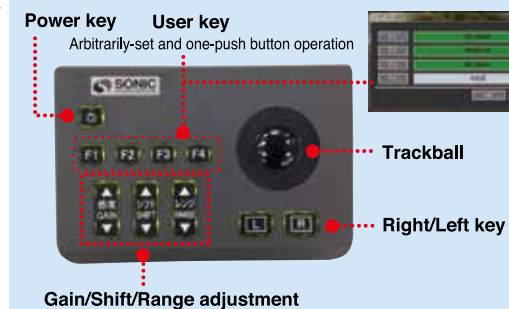 Power key
User key
Arbitrarily-set and one-push button operation
SONIC
F1 F2 F3 F4
Trackball
感度 シフト レンジ
GAIN SHIFT RANGE
L R
Right/Left key
Gain/Shift/Range adjustment